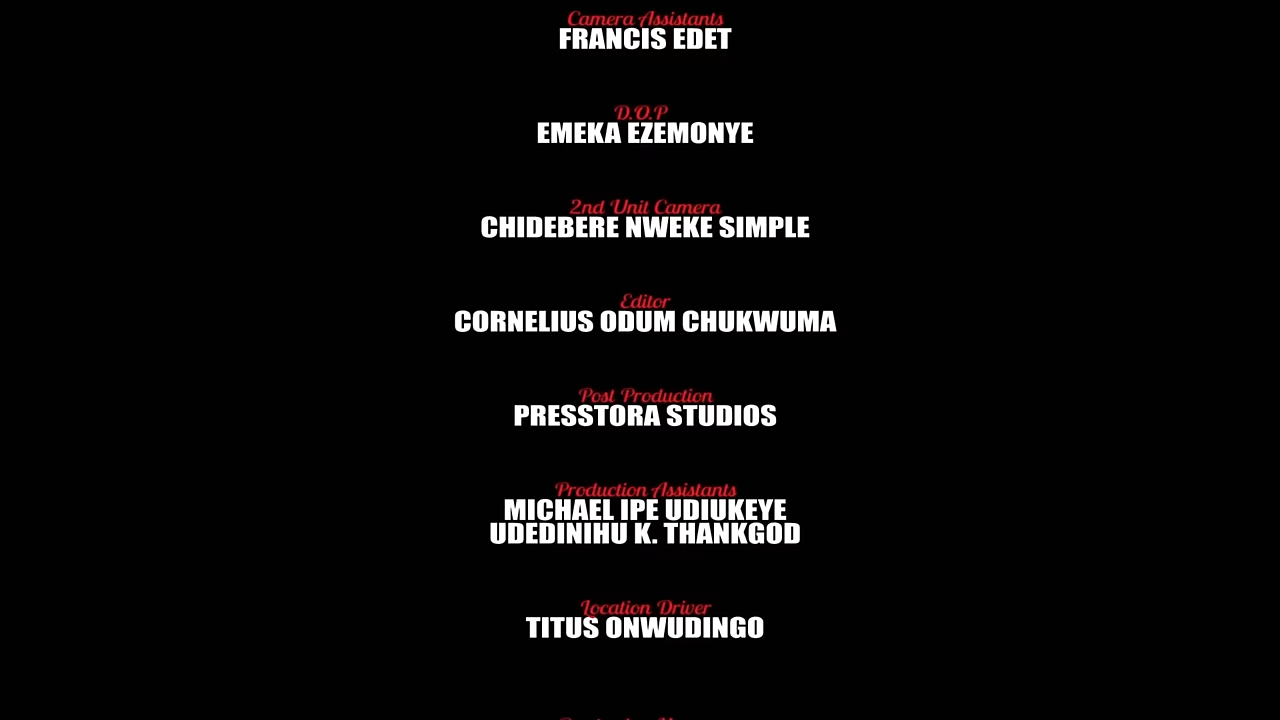 Camera Assistants
FRANCIS EDET
D.O.P
EMEKA EZEMONYE
2nd Unit Camera
CHIDEBERE NWEKE SIMPLE
Editor
CORNELIUS ODUM CHUKWUMA
Post Production
PRESSTORA STUDIOS
Production Assistants
MICHAEL IPE UDIUKEYE
UDEDINIHU K. THANKGOD
Location Driver
TITUS ONWUDINGO